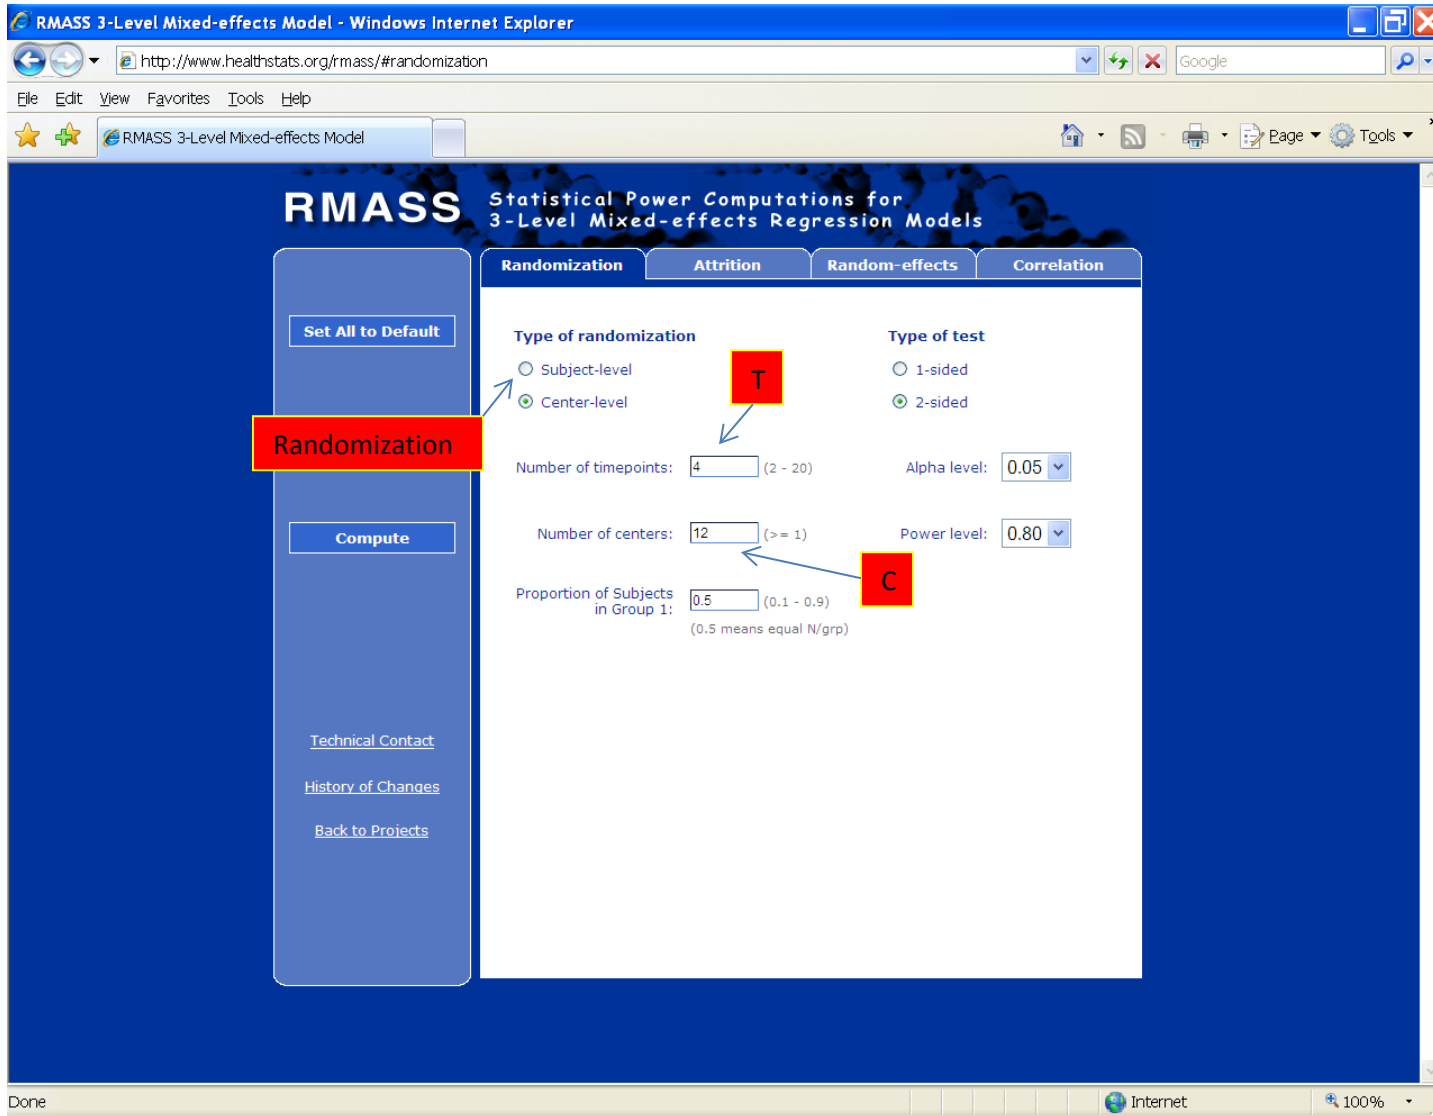 RMASS 3-Level Mixed-effects Model - Windows Internet Explorer
http://www.healthstats.org/rmass/#randomization
Google
File Edit View Favorites Tools Help
RMASS 3-Level Mixed-effects Model
Page Tools
RMASS
Statistical Power Computations for
3-Level Mixed-effects Regression Models
Randomization Attrition Random-effects Correlation
Set All to Default
Type of randomization Type of test
Subject-level 1-sided
T
Center-level 2-sided
Randomization
Number of timepoints: 4 (2 - 20) Alpha level: 0.05
Compute
Number of centers: 12 (>= 1) Power level: 0.80
C
Proportion of Subjects
in Group 1: 0.5 (0.1 - 0.9)
(0.5 means equal N/grp)
Technical Contact
History of Changes
Back to Projects
Done Internet 100%